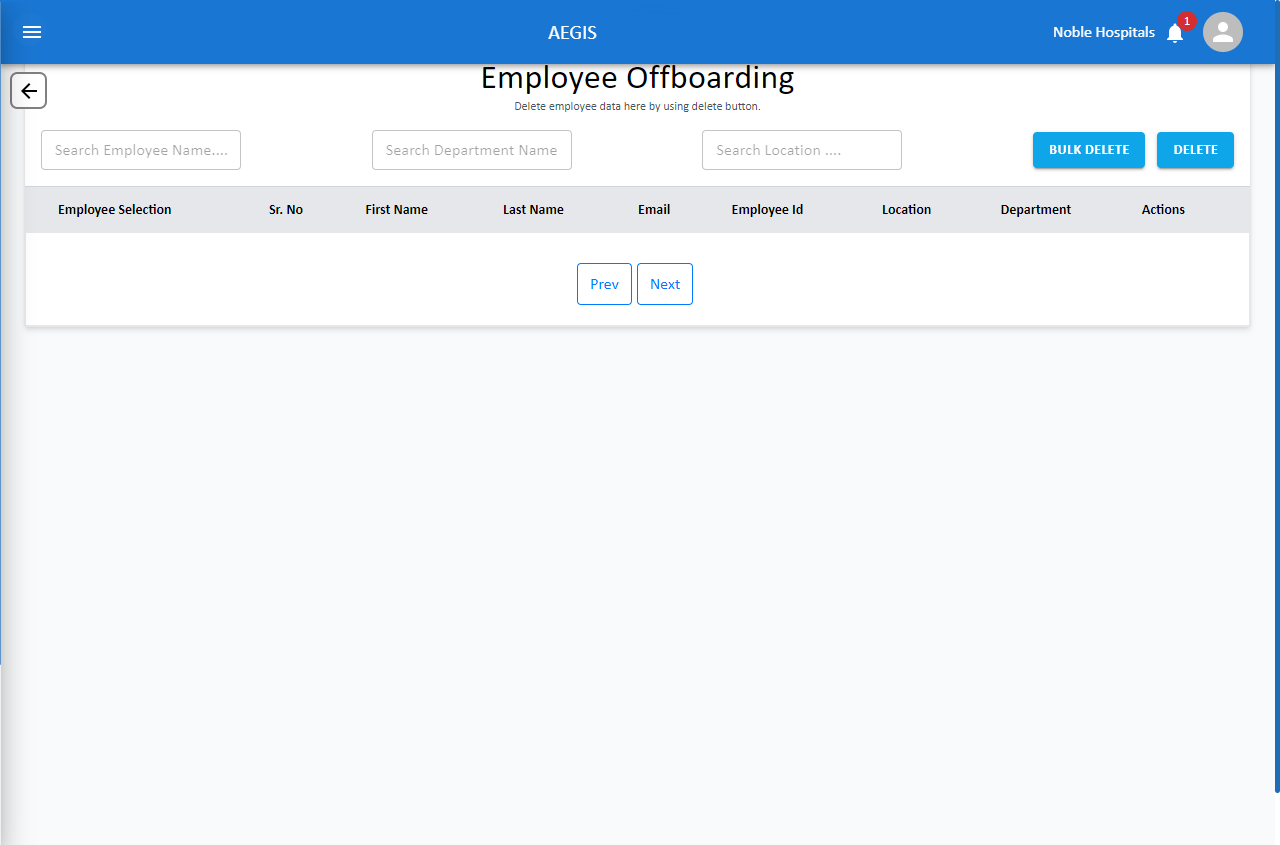 AEGIS
Noble Hospitals
1
Employee Offboarding
Delete employee data here by using delete button.
Search Employee Name....
Search Department Name
Search Location ....
BULK DELETE
DELETE
Employee Selection Sr. No First Name Last Name Email Employee Id Location Department Actions
Prev Next